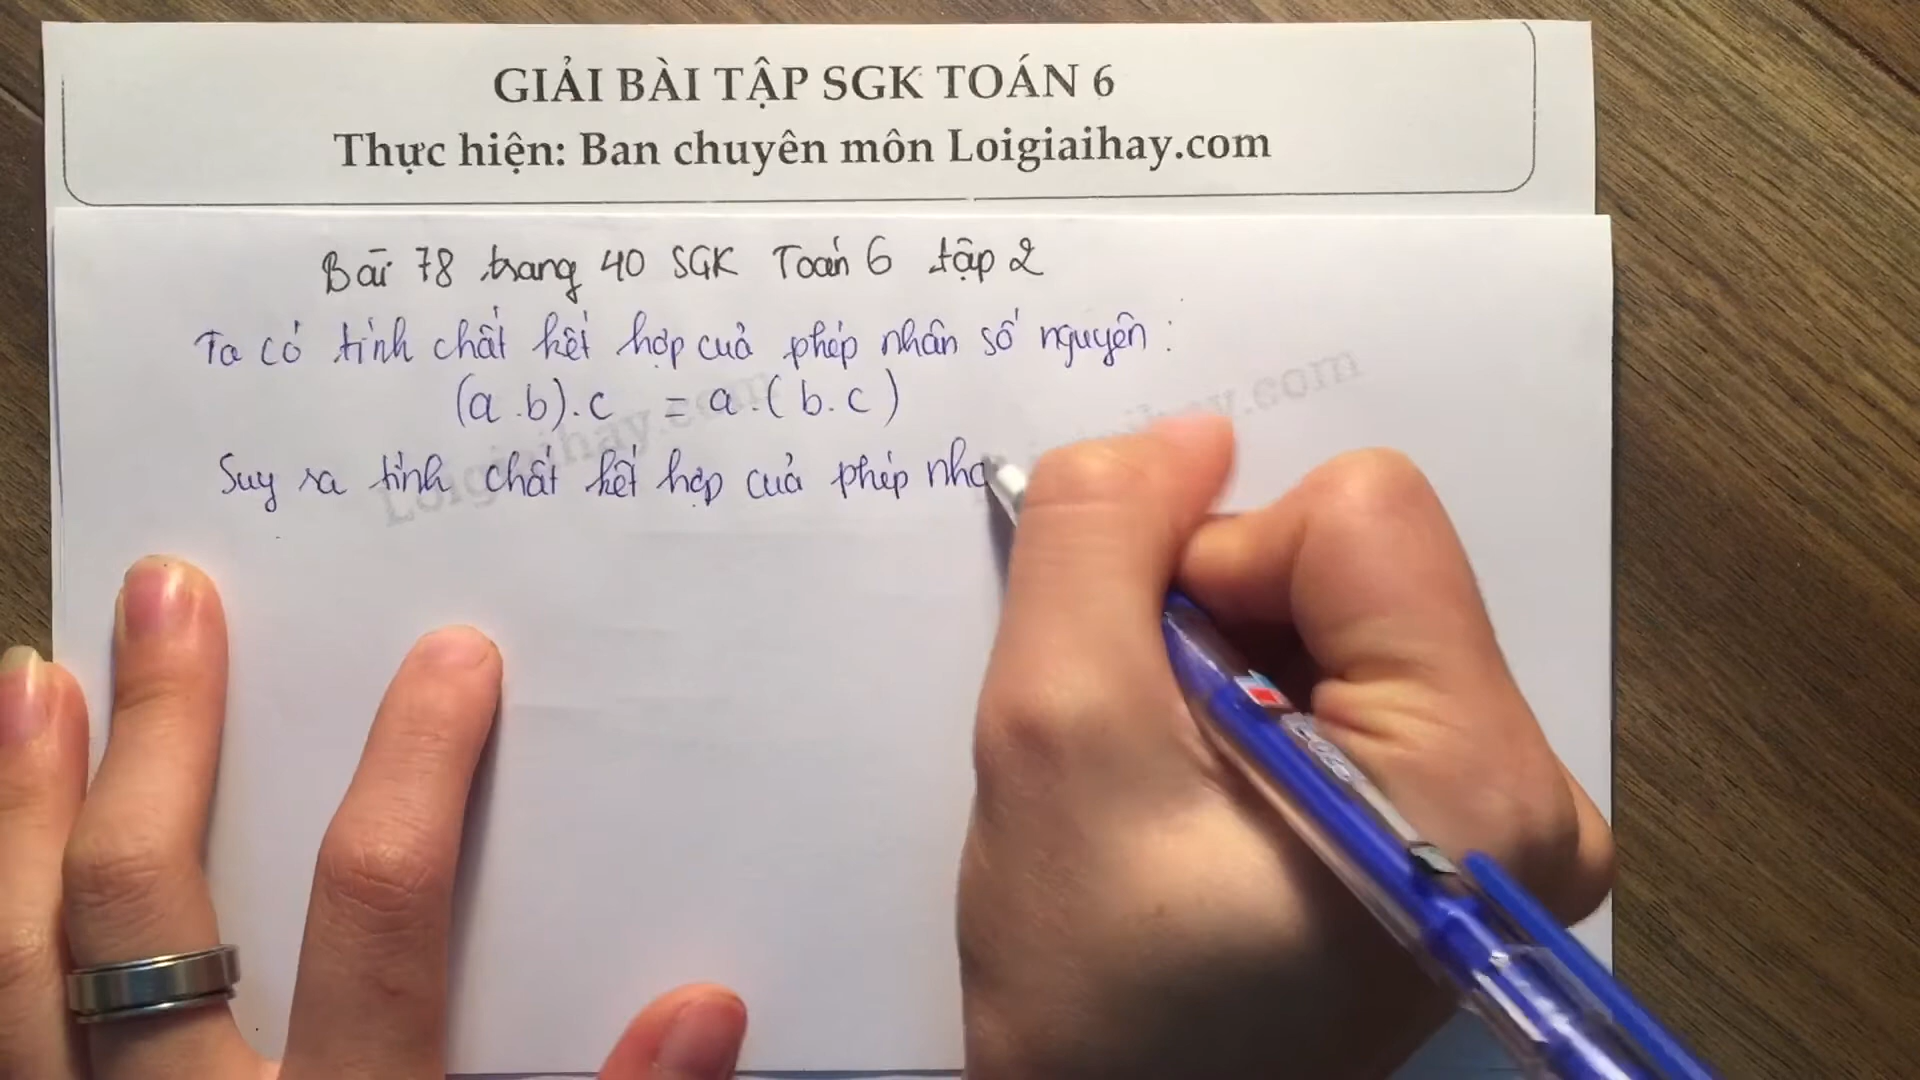 GIẢI BÀI TẬP SGK TOÁN 6
Thực hiện: Ban chuyên môn Loigiaihay.com
Bài 78 trang 40 SGK Toán 6 tập 2
Ta có tính chất kết hợp của phép nhân số nguyên :
(a.b).c = a.(b.c)
Suy ra tính chất kết hợp của phép
Loigiaihay.com